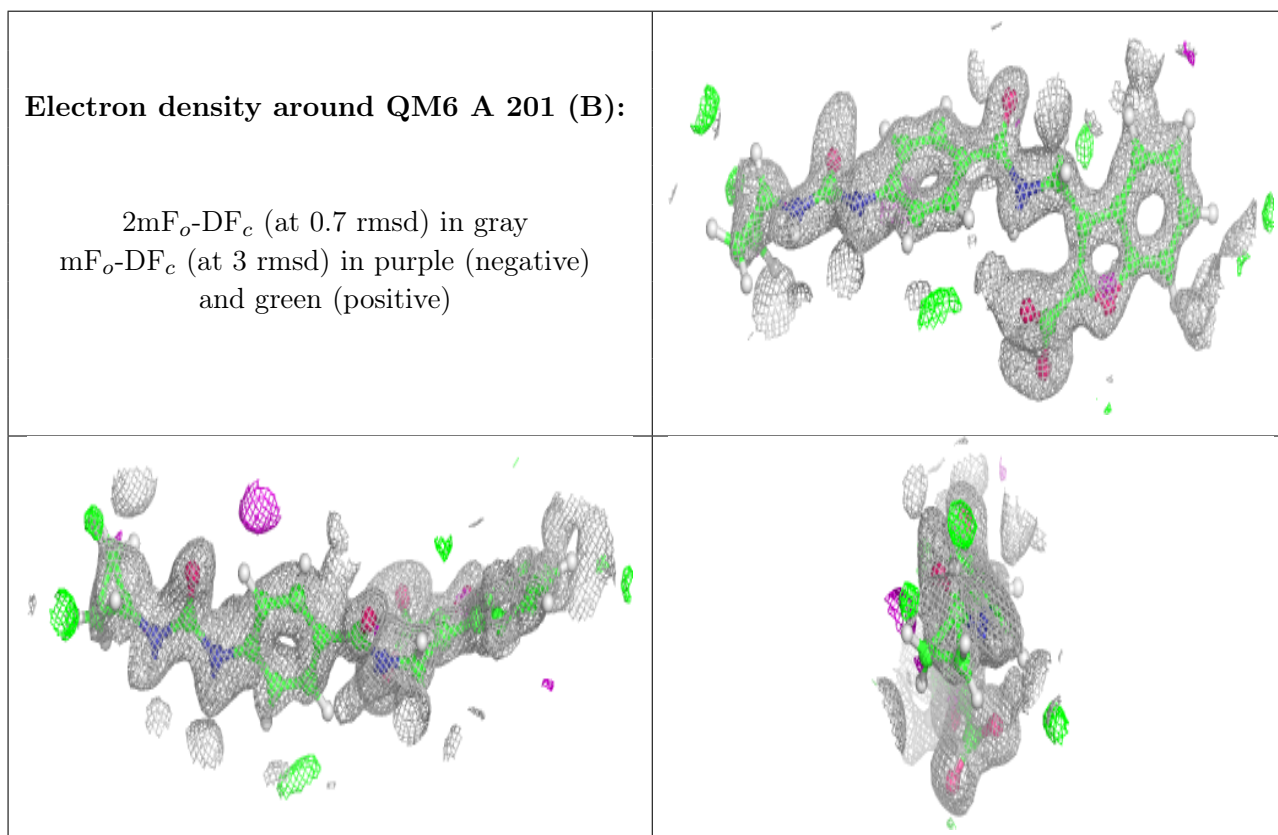 Electron density around QM6 A 201 (B):
2mFₒ-DF𝒸 (at 0.7 rmsd) in gray
mFₒ-DF𝒸 (at 3 rmsd) in purple (negative)
and green (positive)